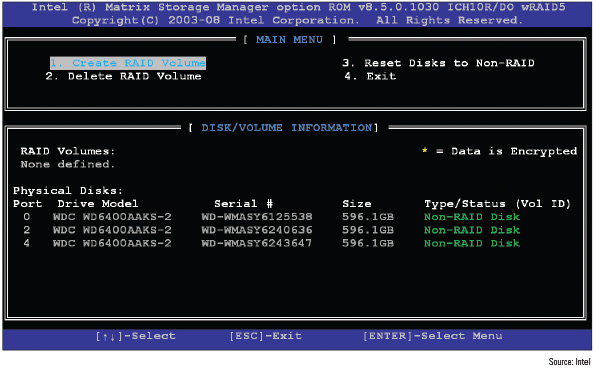 Intel (R) Matrix Storage Manager option ROM v8.5.0.1030 ICH10R/DO wRAID5
Copyright(C) 2003-08 Intel Corporation. All Rights Reserved.
[ MAIN MENU ]
1. Create RAID Volume 3. Reset Disks to Non-RAID
2. Delete RAID Volume 4. Exit
[ DISK/VOLUME INFORMATION]
RAID Volumes: * = Data is Encrypted
None defined.
Physical Disks:
Port Drive Model Serial # Size Type/Status (Vol ID)
0 WDC WD6400AAKS-2 WD-WMASY6125538 596.1GB Non-RAID Disk
2 WDC WD6400AAKS-2 WD-WMASY6240636 596.1GB Non-RAID Disk
4 WDC WD6400AAKS-2 WD-WMASY6243647 596.1GB Non-RAID Disk
[↑↓]-Select [ESC]-Exit [ENTER]-Select Menu
Source: Intel